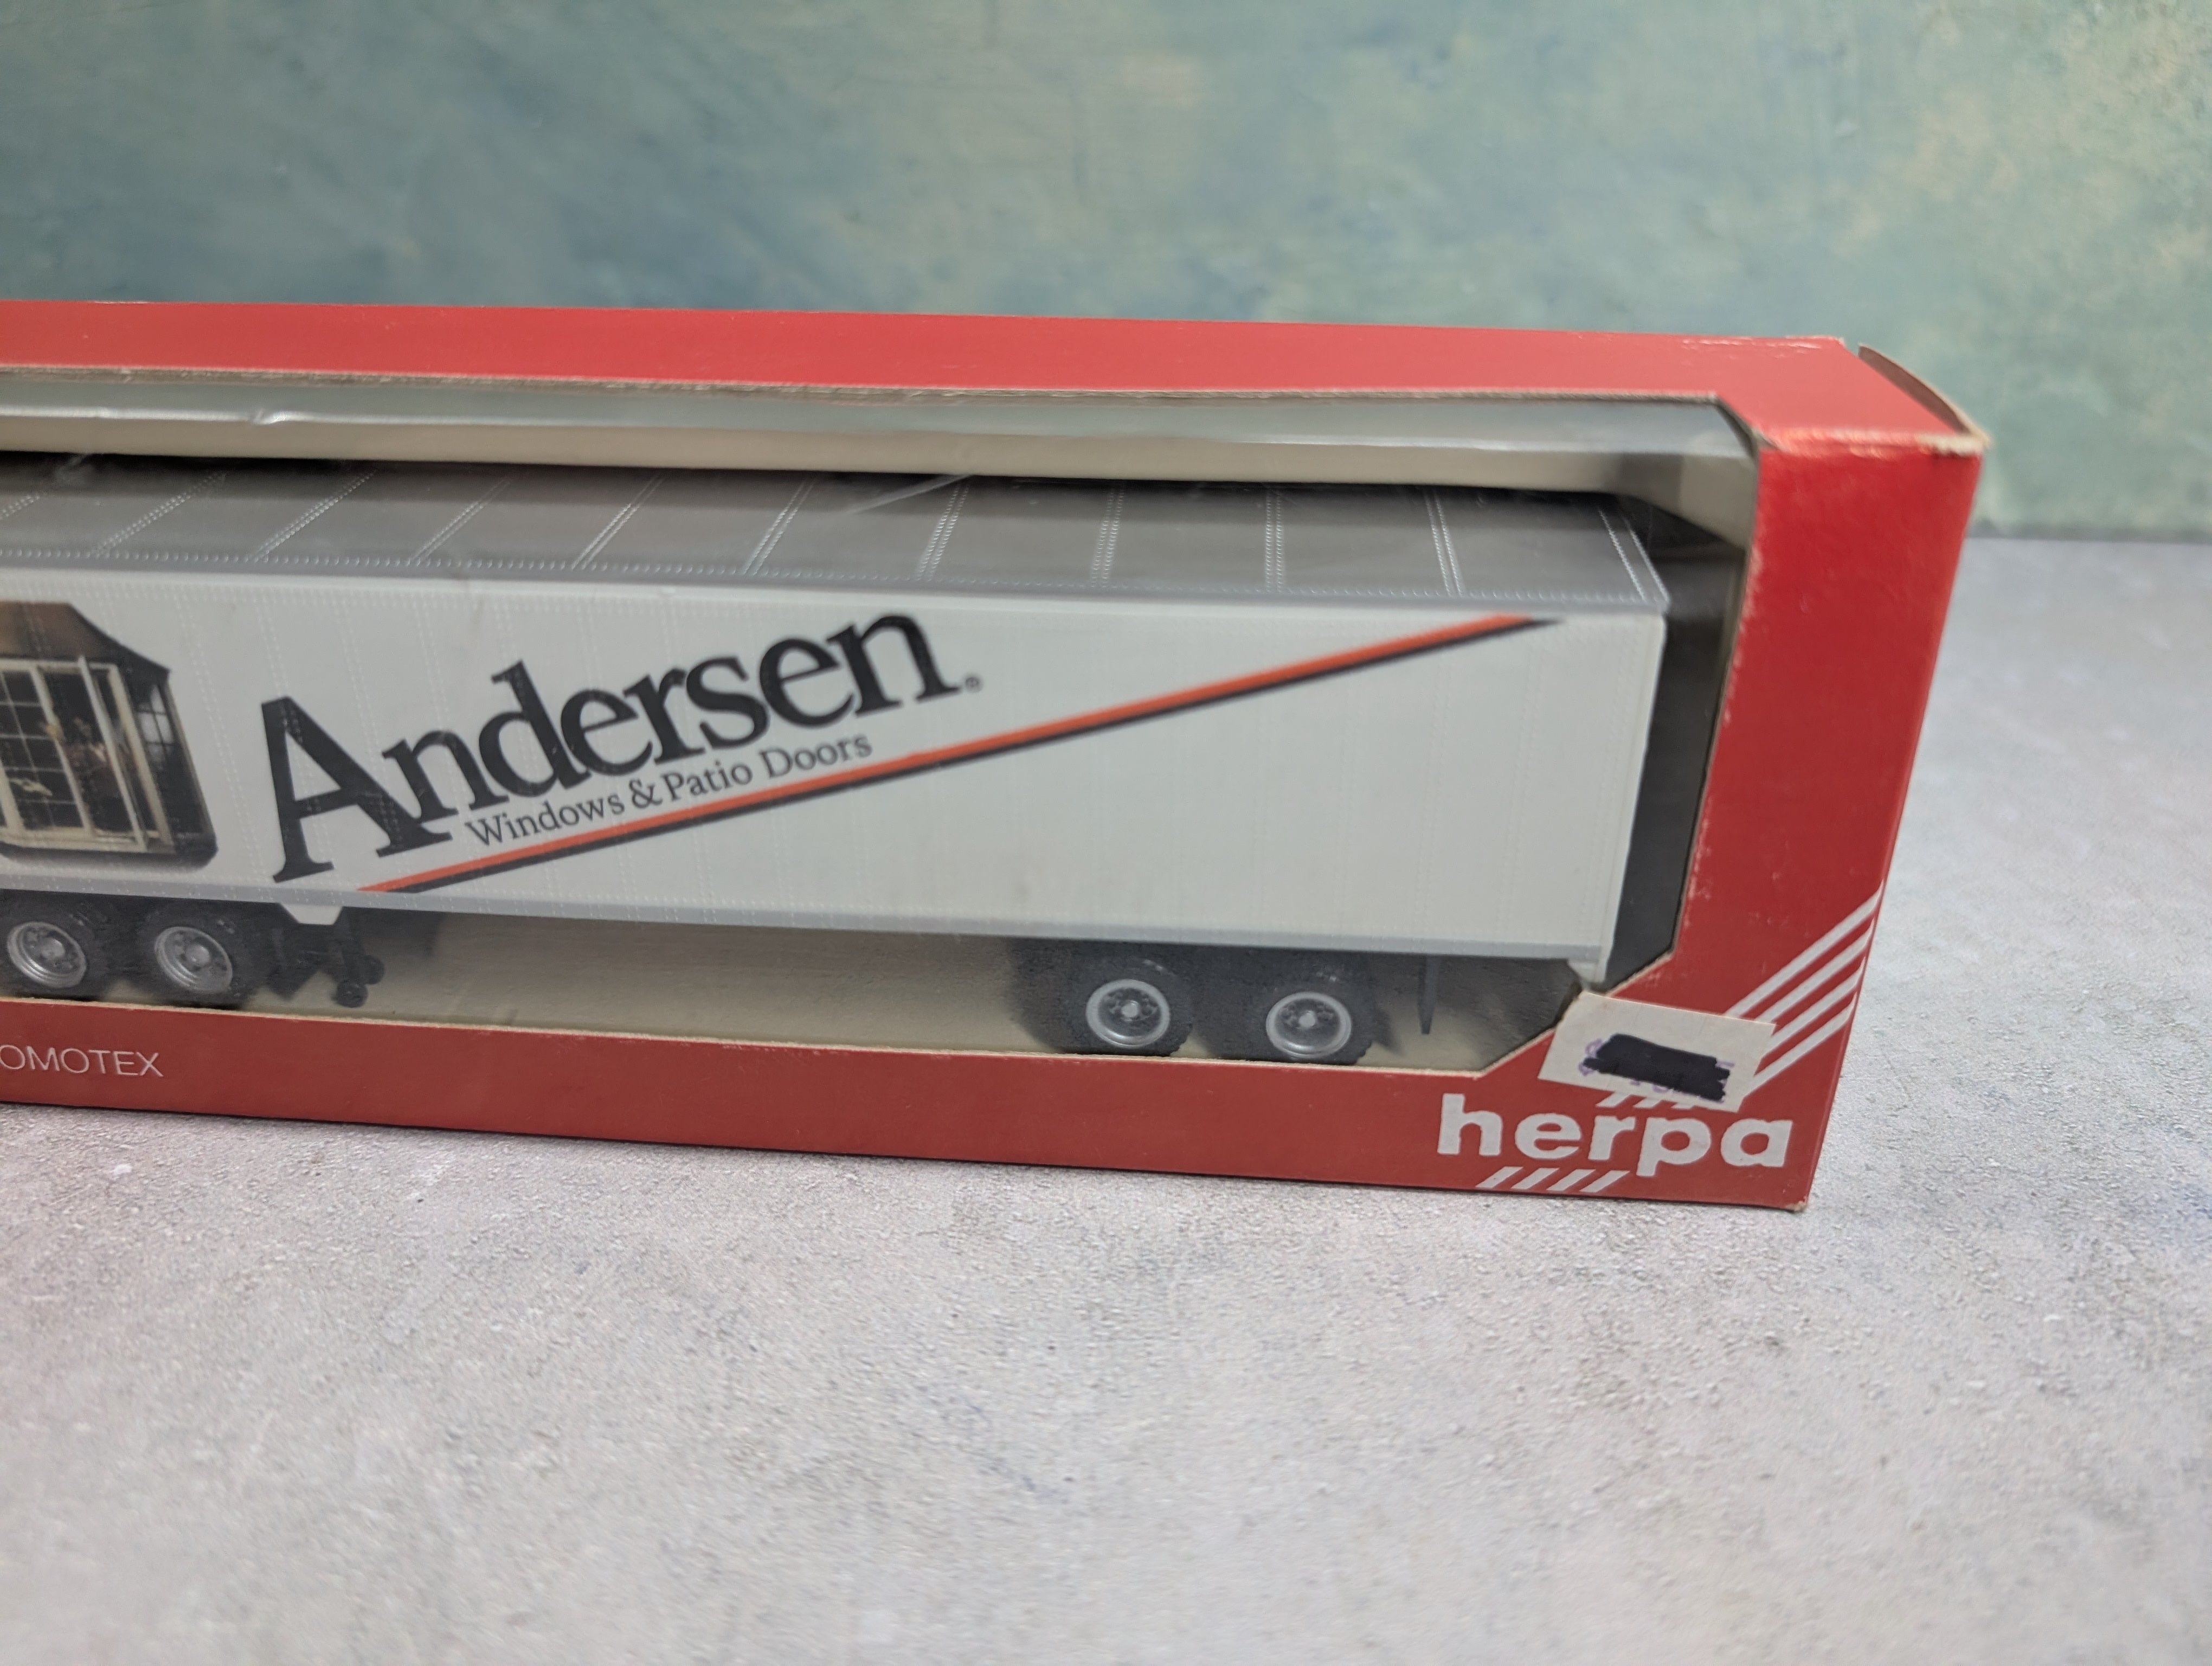 Andersen®
Windows & Patio Doors
OMOTEX
herpa